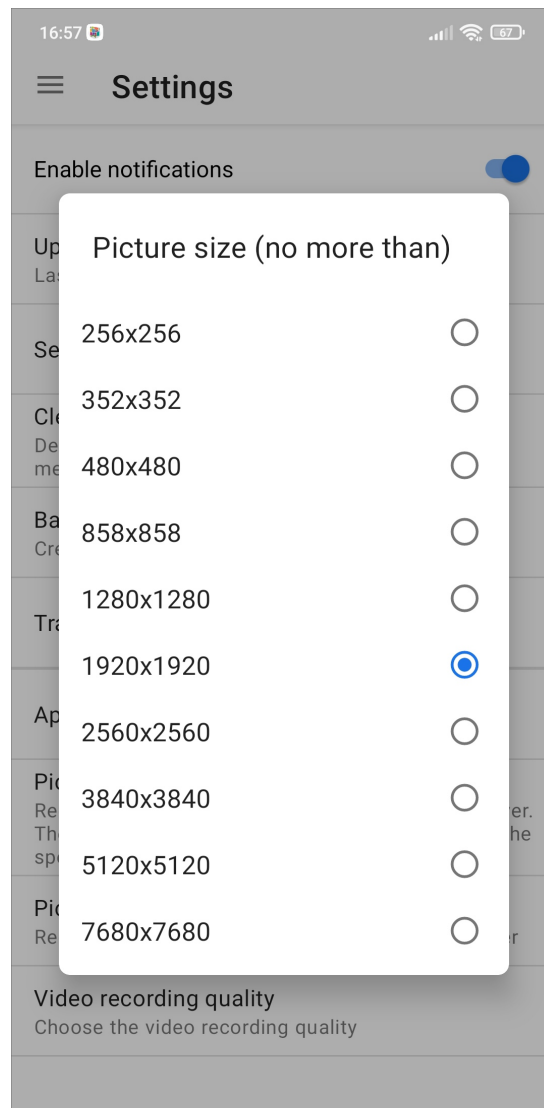 16:57
67
Settings
Enable notifications
Picture size (no more than)
256x256
352x352
480x480
858x858
1280x1280
1920x1920
2560x2560
3840x3840
5120x5120
7680x7680
Video recording quality
Choose the video recording quality